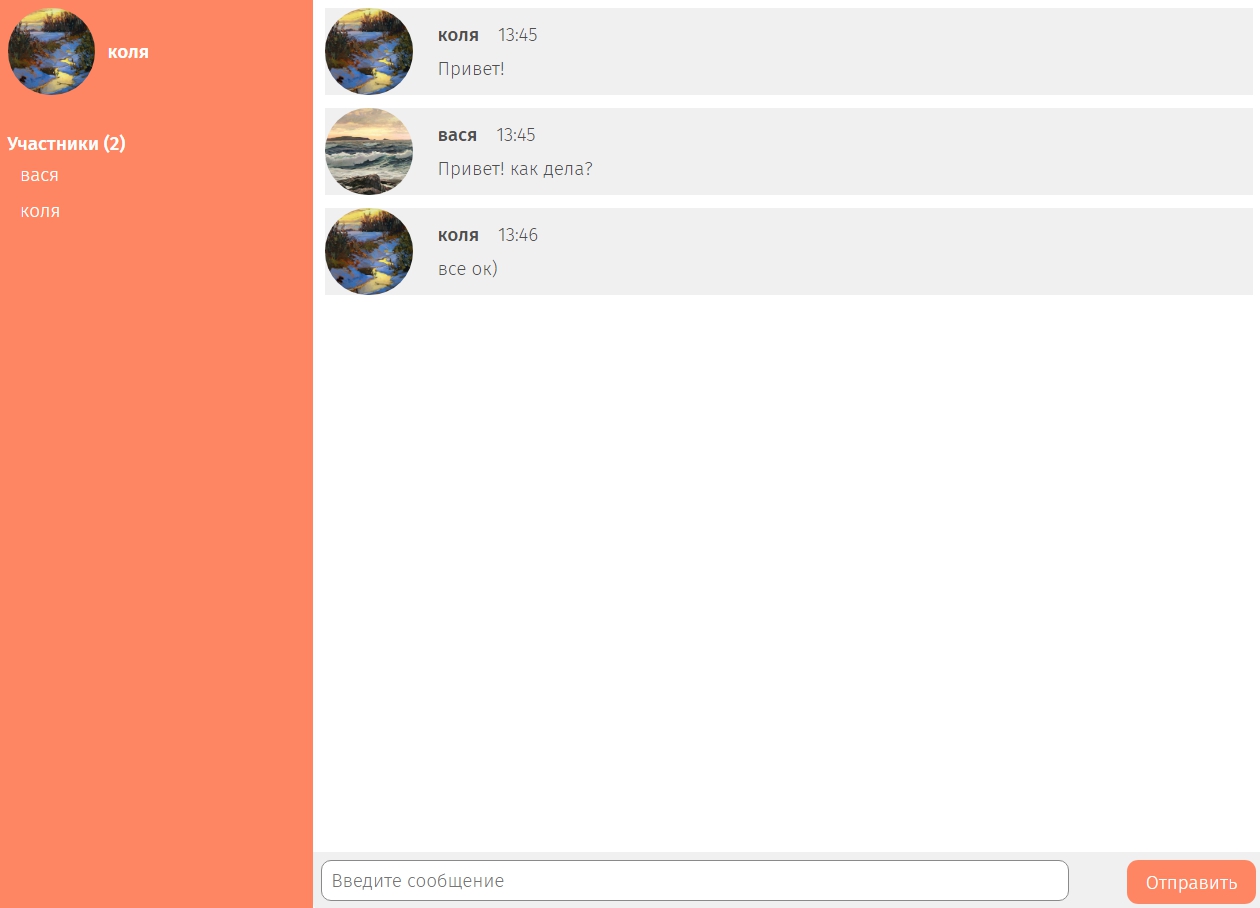 коля
Участники (2)
вася
коля
коля 13:45
Привет!
вася 13:45
Привет! как дела?
коля 13:46
все ок)
Введите сообщение
Отправить